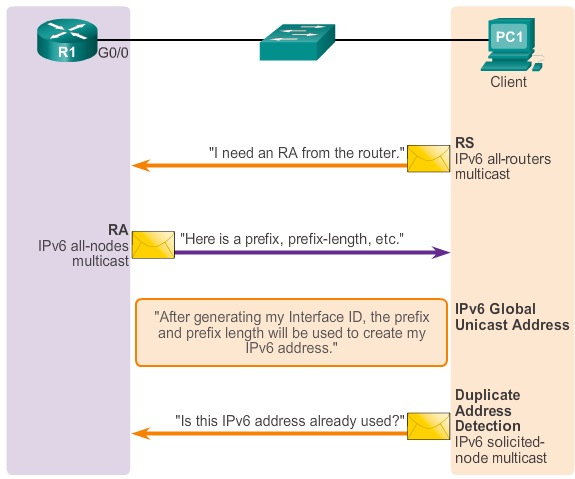 R1
G0/0
PC1
Client
"I need an RA from the router."
RS
IPv6 all-routers
multicast
RA
IPv6 all-nodes
multicast
"Here is a prefix, prefix-length, etc."
"After generating my Interface ID, the prefix
and prefix length will be used to create my
IPv6 address."
IPv6 Global
Unicast Address
"Is this IPv6 address already used?"
Duplicate
Address
Detection
IPv6 solicited-
node multicast